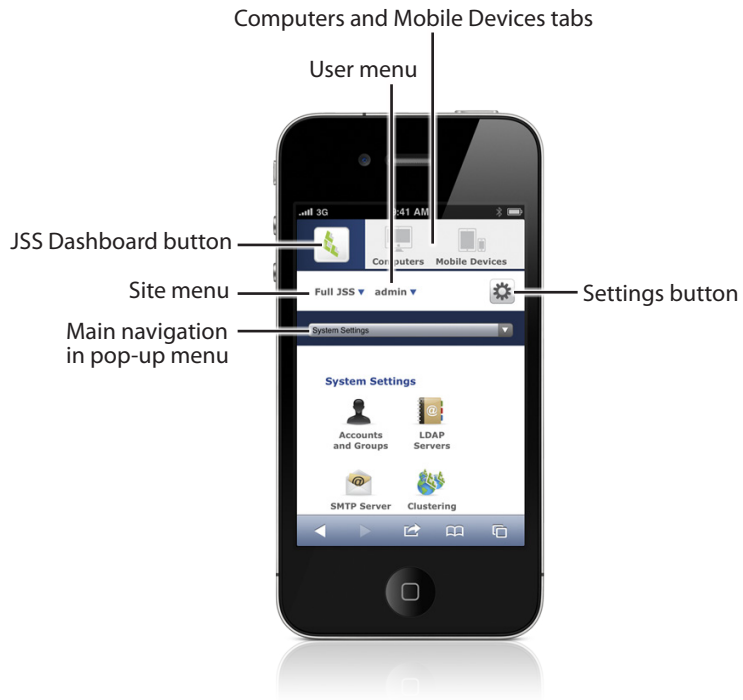 Computers and Mobile Devices tabs
User menu
JSS Dashboard button
Site menu
Main navigation
in pop-up menu
Settings button
3G 9:41 AM
Computers Mobile Devices
Full JSS ▼ admin ▼
System Settings
System Settings
Accounts
and Groups
LDAP
Servers
@
@
SMTP Server Clustering